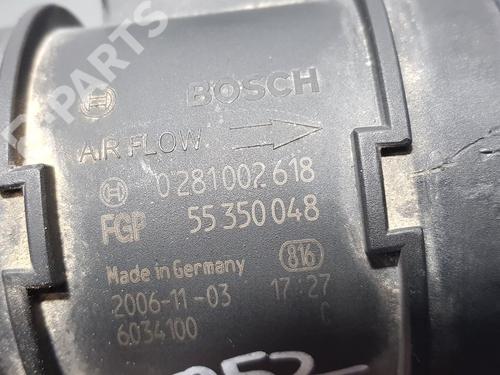 B-PARTS
BOSCH
AIR FLOW
0 281 002 618
FGP 55 350 048
Made in Germany 816
2006-11-03 17:27
6034100 C